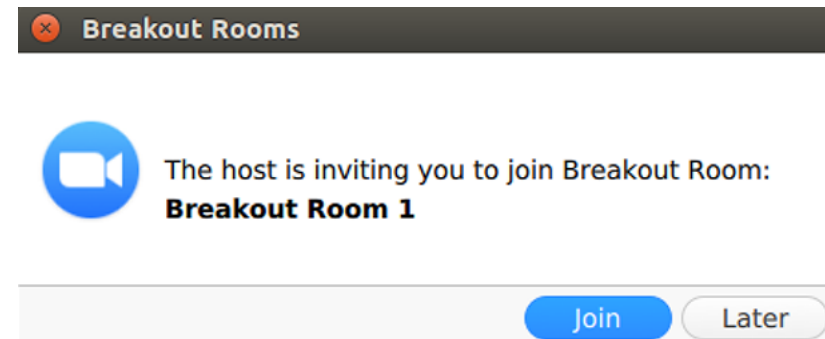 Breakout Rooms
The host is inviting you to join Breakout Room:
Breakout Room 1
Join Later